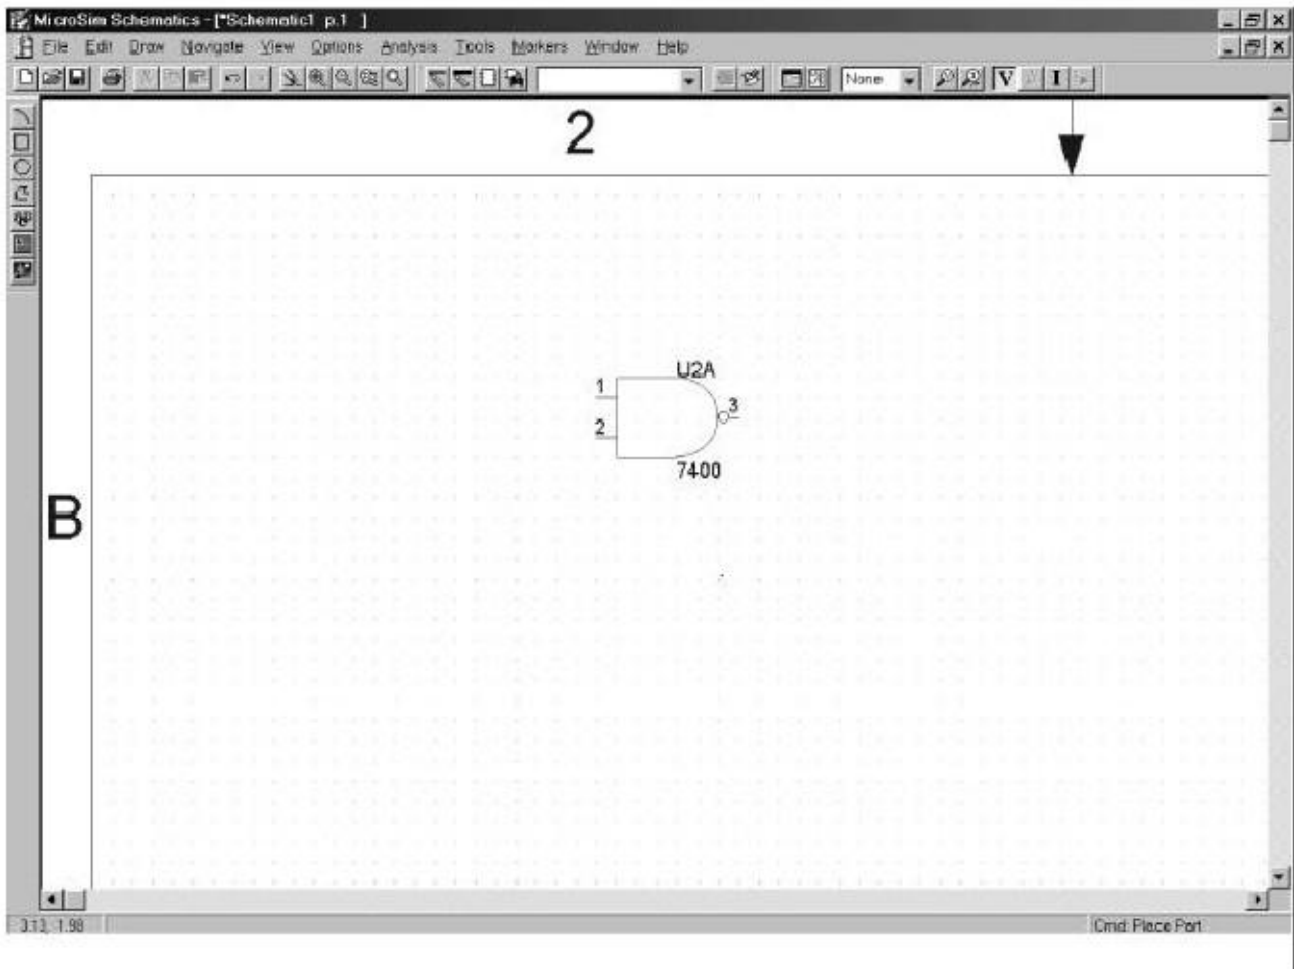 MicroSim Schematics - [*Schematic1 p.1 ]
File Edit Draw Navigate View Options Analysis Tools Markers Window Help
None V I
2
B
U2A
1
3
2
7400
3.13, 1.98 Cmd: Place Part